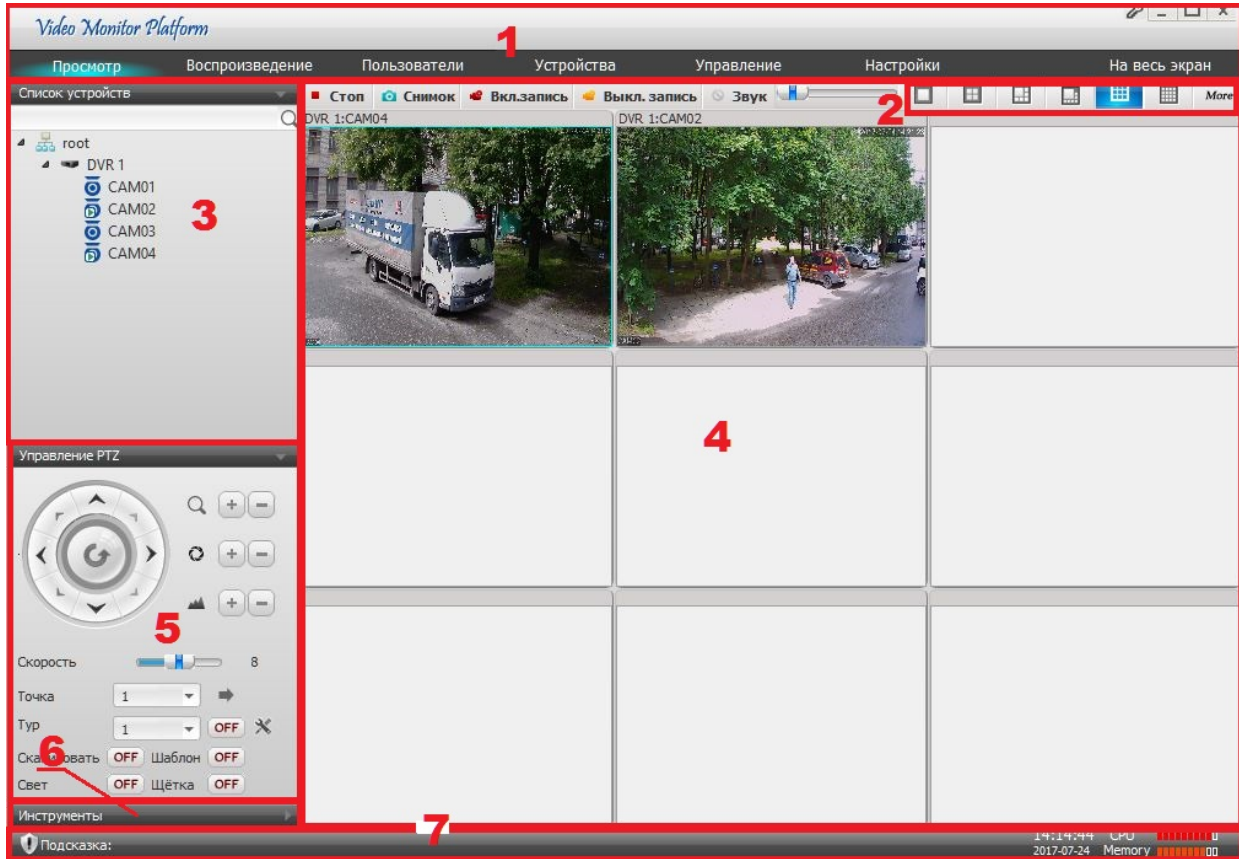 Video Monitor Platform
1
Просмотр Воспроизведение Пользователи Устройства Управление Настройки На весь экран
Список устройств
Стоп Снимок Вкл.запись Выкл. запись Звук 2 More
DVR 1:CAM04 DVR 1:CAM02
root
DVR 1
CAM01
CAM02
CAM03
CAM04
3
4
Управление PTZ
5
Скорость 8
Точка 1
Тур 1 OFF
6
Сканировать OFF Шаблон OFF
Свет OFF Щётка OFF
Инструменты
7
Подсказка:
14:14:44 CPU
2017-07-24 Memory